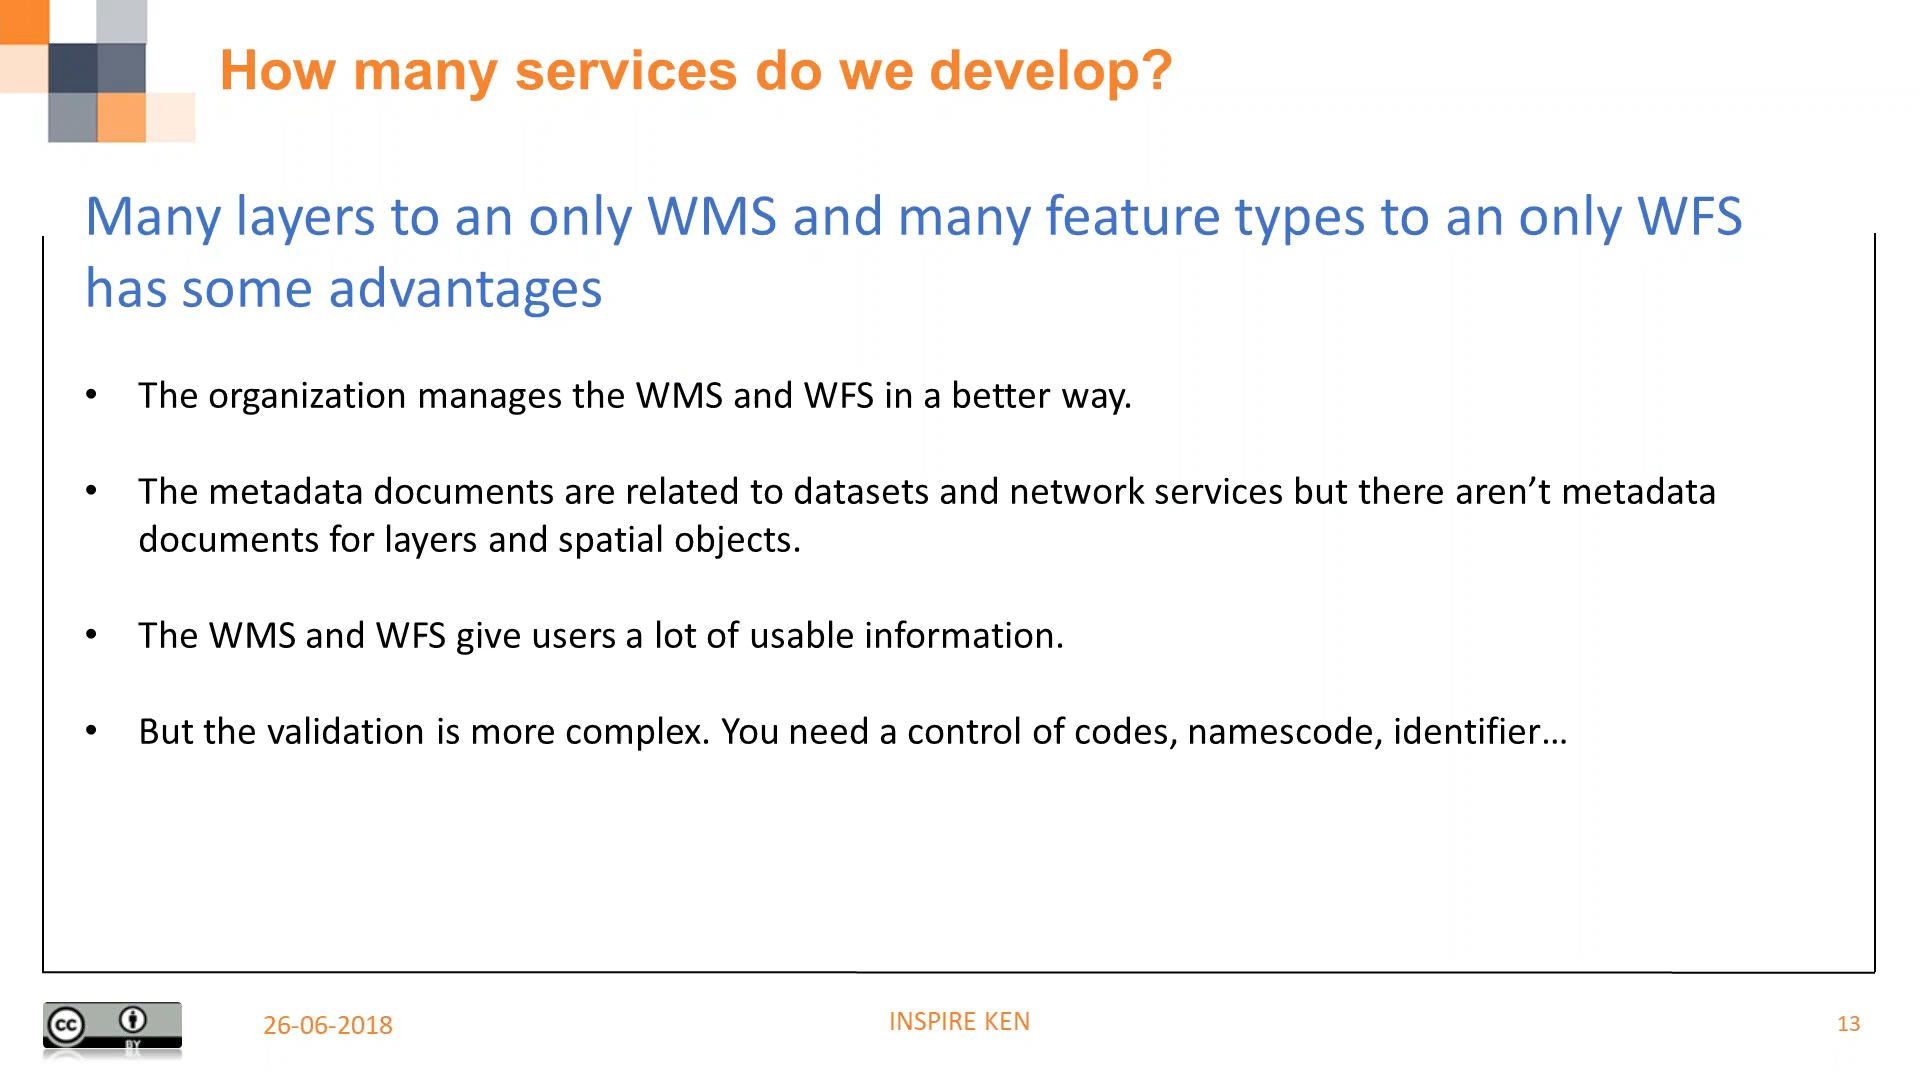 How many services do we develop?
Many layers to an only WMS and many feature types to an only WFS
has some advantages
• The organization manages the WMS and WFS in a better way.
• The metadata documents are related to datasets and network services but there aren’t metadata
documents for layers and spatial objects.
• The WMS and WFS give users a lot of usable information.
• But the validation is more complex. You need a control of codes, namescode, identifier…
cc
BY
26-06-2018
INSPIRE KEN
13